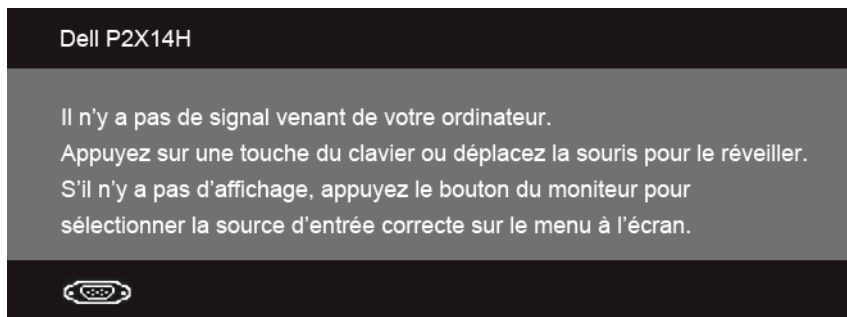 Dell P2X14H
Il n’y a pas de signal venant de votre ordinateur.
Appuyez sur une touche du clavier ou déplacez la souris pour le réveiller.
S’il n’y a pas d’affichage, appuyez le bouton du moniteur pour
sélectionner la source d’entrée correcte sur le menu à l’écran.